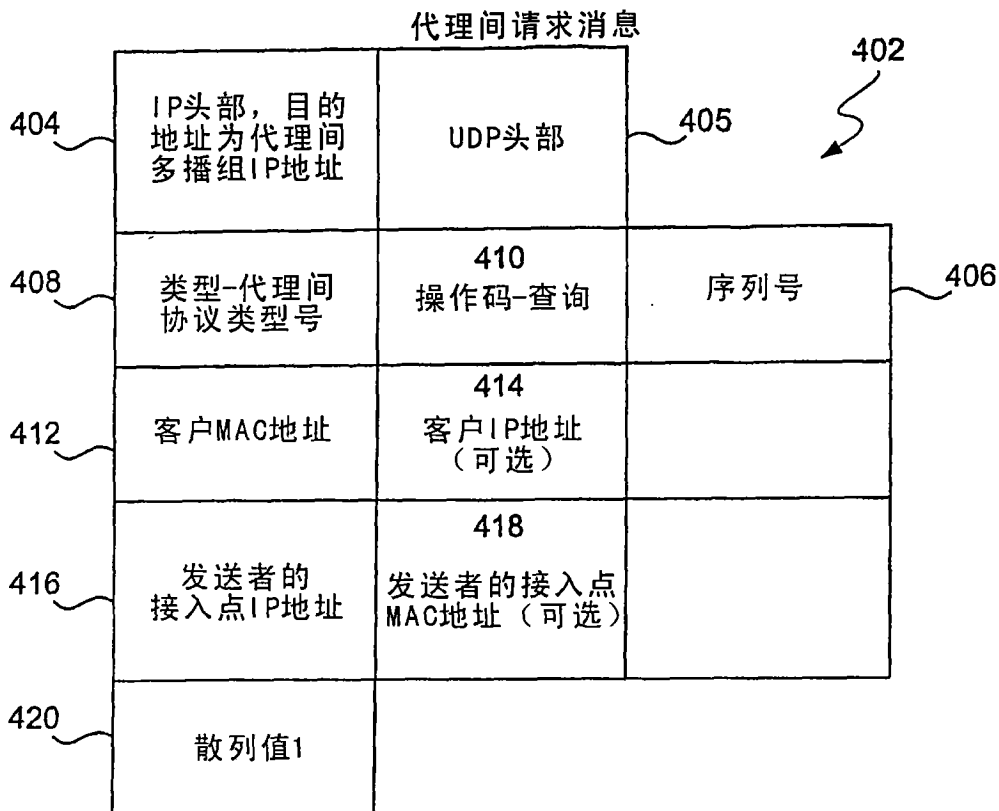 代理间请求消息
402
404
IP头部，目的
地址为代理间
多播组IP地址
UDP头部
405
408
类型-代理间
协议类型号
410
操作码-查询
序列号
406
412
客户MAC地址
414
客户IP地址
（可选）
416
发送者的
接入点IP地址
418
发送者的接入点
MAC地址（可选）
420
散列值1